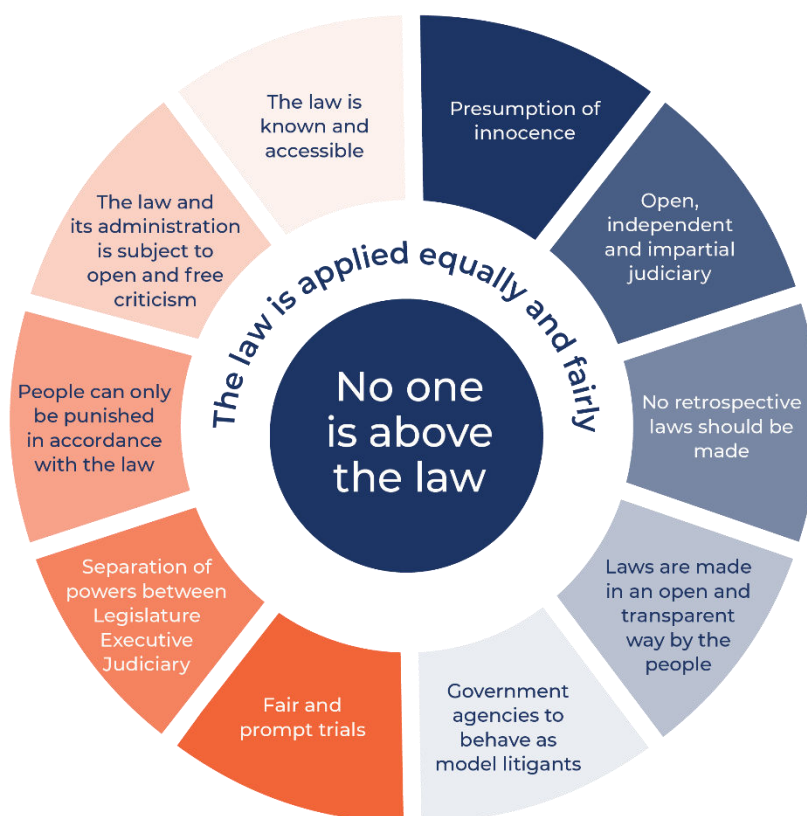 The law is
known and
accessible
Presumption of
innocence
Open,
independent
and impartial
judiciary
No retrospective
laws should be
made
Laws are made
in an open and
transparent
way by the
people
Government
agencies to
behave as
model litigants
Fair and
prompt trials
Separation of
powers between
Legislature
Executive
Judiciary
People can only
be punished
in accordance
with the law
The law and
its administration
is subject to
open and free
criticism
The law is applied equally and fairly
No one
is above
the law